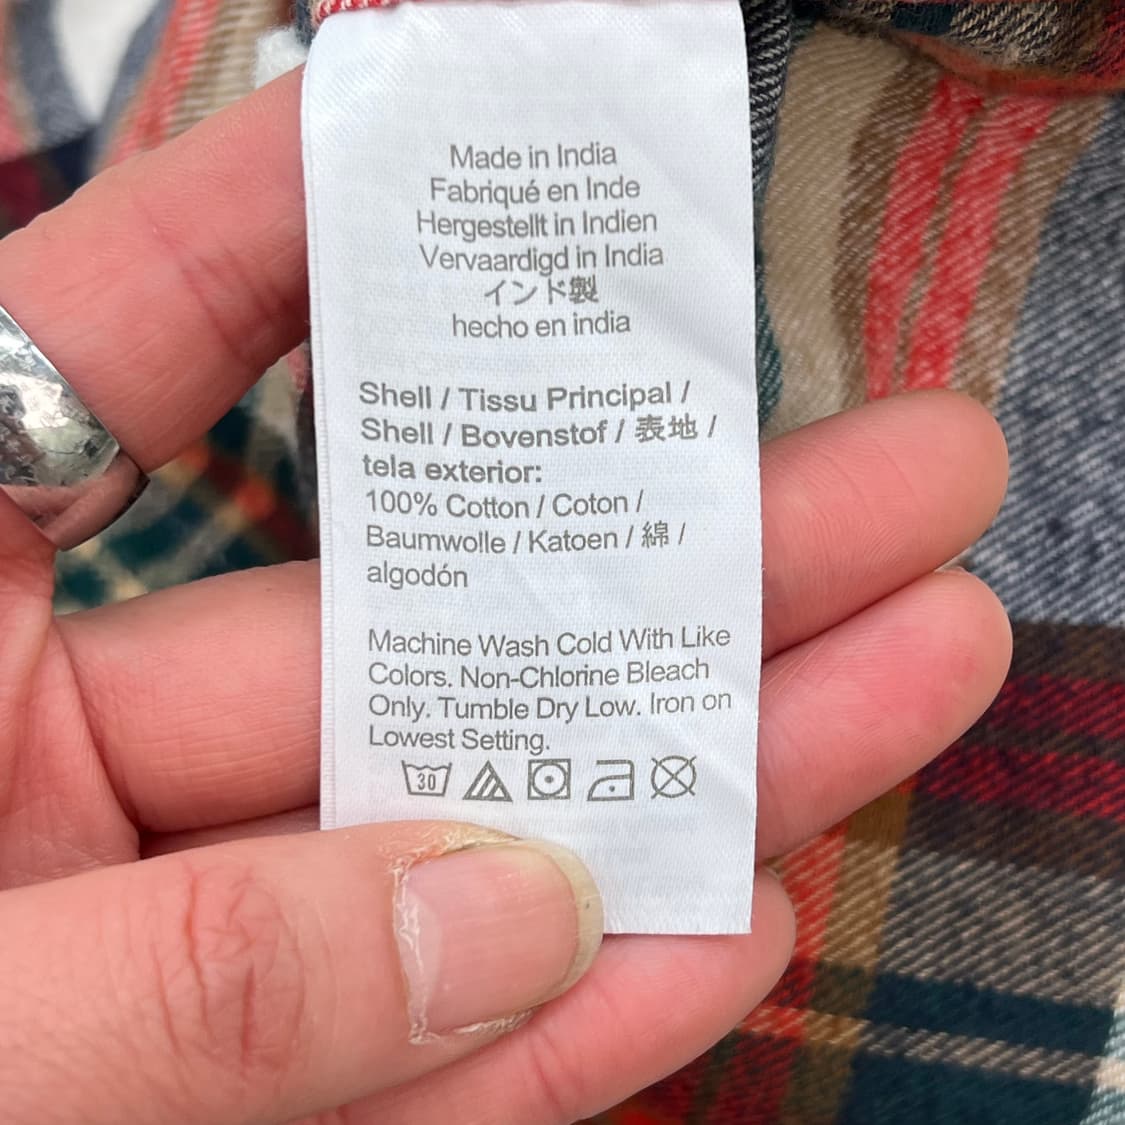 Made in India
Fabriqué en Inde
Hergestellt in Indien
Vervaardigd in India
インド製
hecho en india
Shell / Tissu Principal /
Shell / Bovenstof / 表地 /
tela exterior:
100% Cotton / Coton /
Baumwolle / Katoen / 綿 /
algodón
Machine Wash Cold With Like
Colors. Non-Chlorine Bleach
Only. Tumble Dry Low. Iron on
Lowest Setting.
30